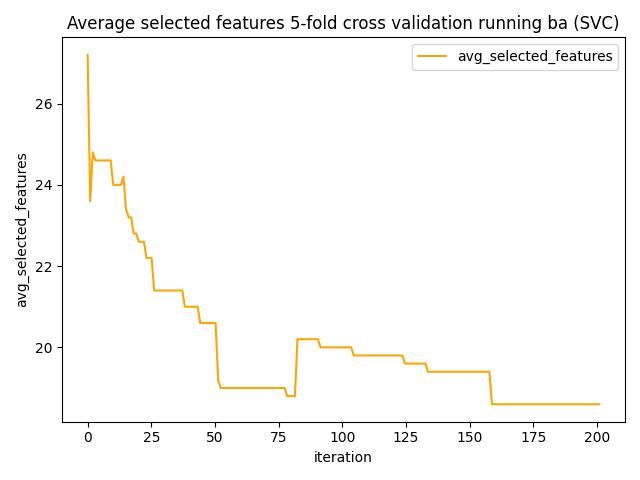 Average selected features 5-fold cross validation running ba (SVC)
avg_selected_features
avg_selected_features
26
24
22
20
0 25 50 75 100 125 150 175 200
iteration